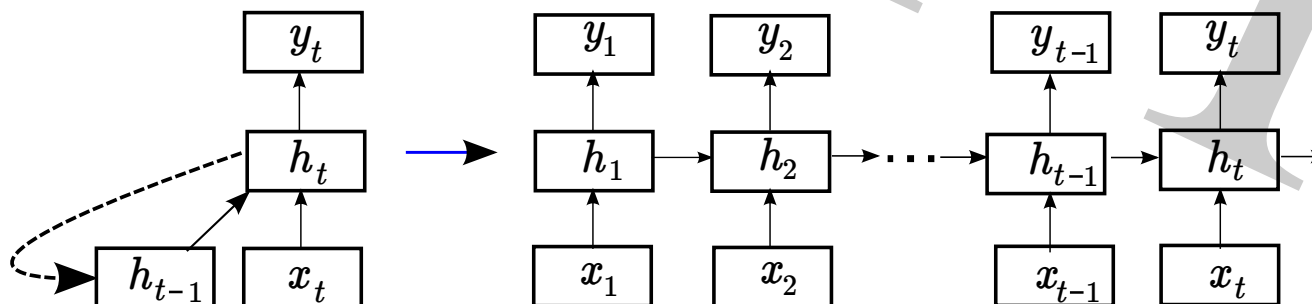 y_t y_1 y_2 y_{t-1} y_t
h_t h_1 h_2 ... h_{t-1} h_t
h_{t-1} x_t x_1 x_2 x_{t-1} x_t